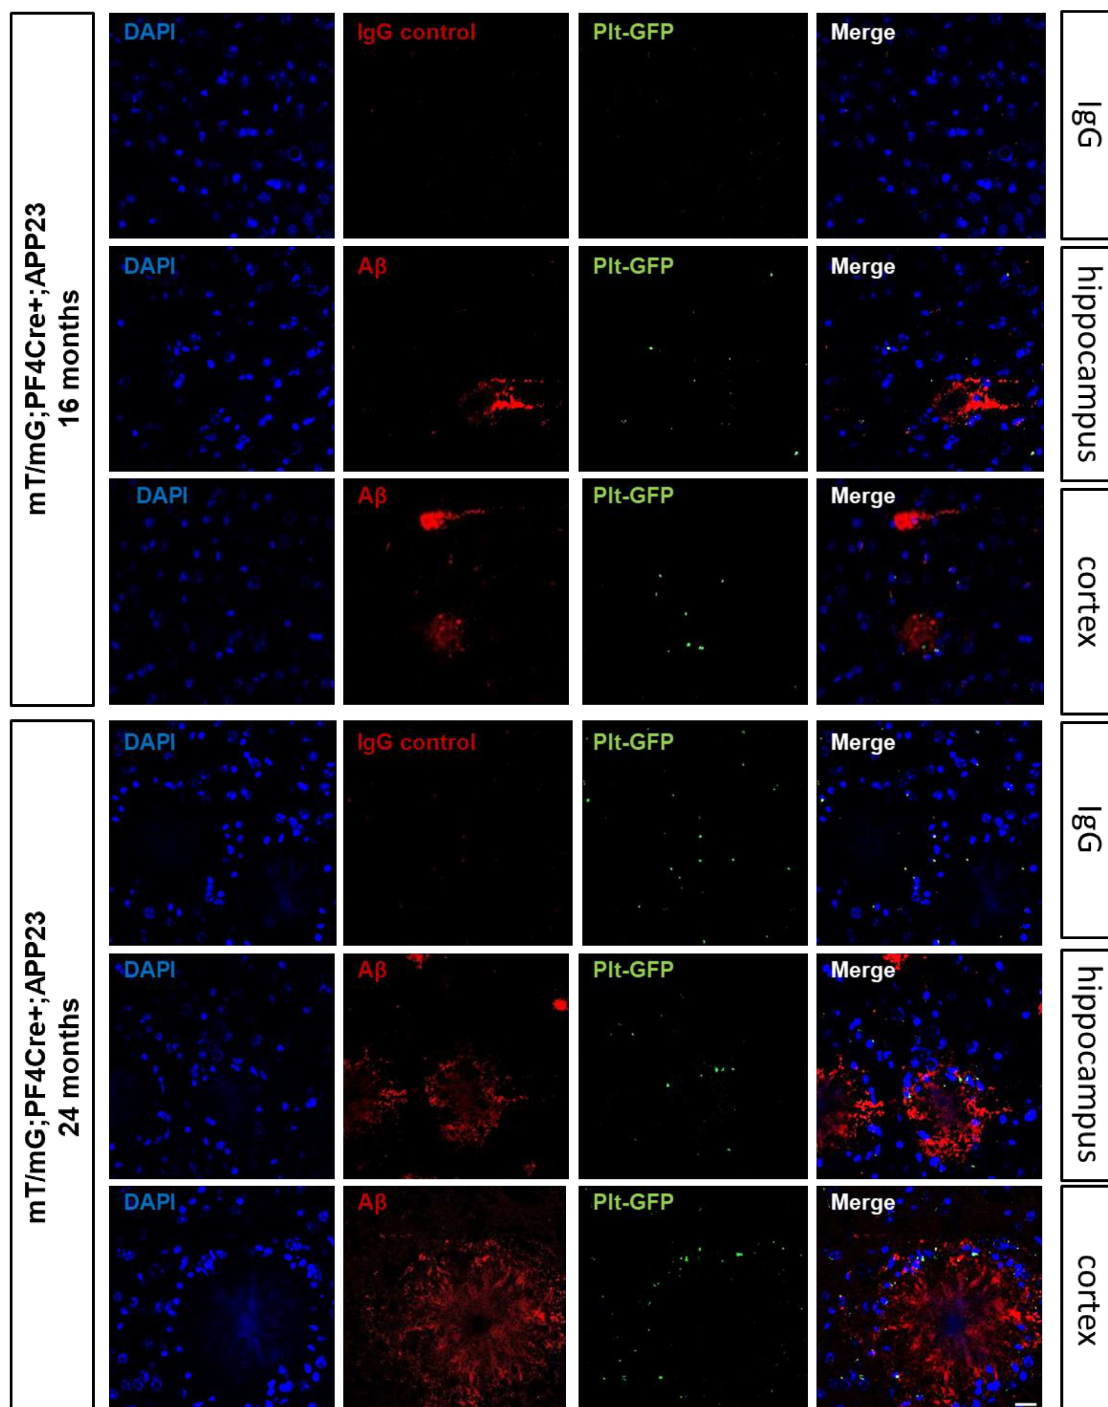 mT/mG;PF4Cre+;APP23
16 months
DAPI
IgG control
Plt-GFP
Merge
IgG
DAPI
Aβ
Plt-GFP
Merge
hippocampus
DAPI
Aβ
Plt-GFP
Merge
cortex
mT/mG;PF4Cre+;APP23
24 months
DAPI
IgG control
Plt-GFP
Merge
IgG
DAPI
Aβ
Plt-GFP
Merge
hippocampus
DAPI
Aβ
Plt-GFP
Merge
cortex